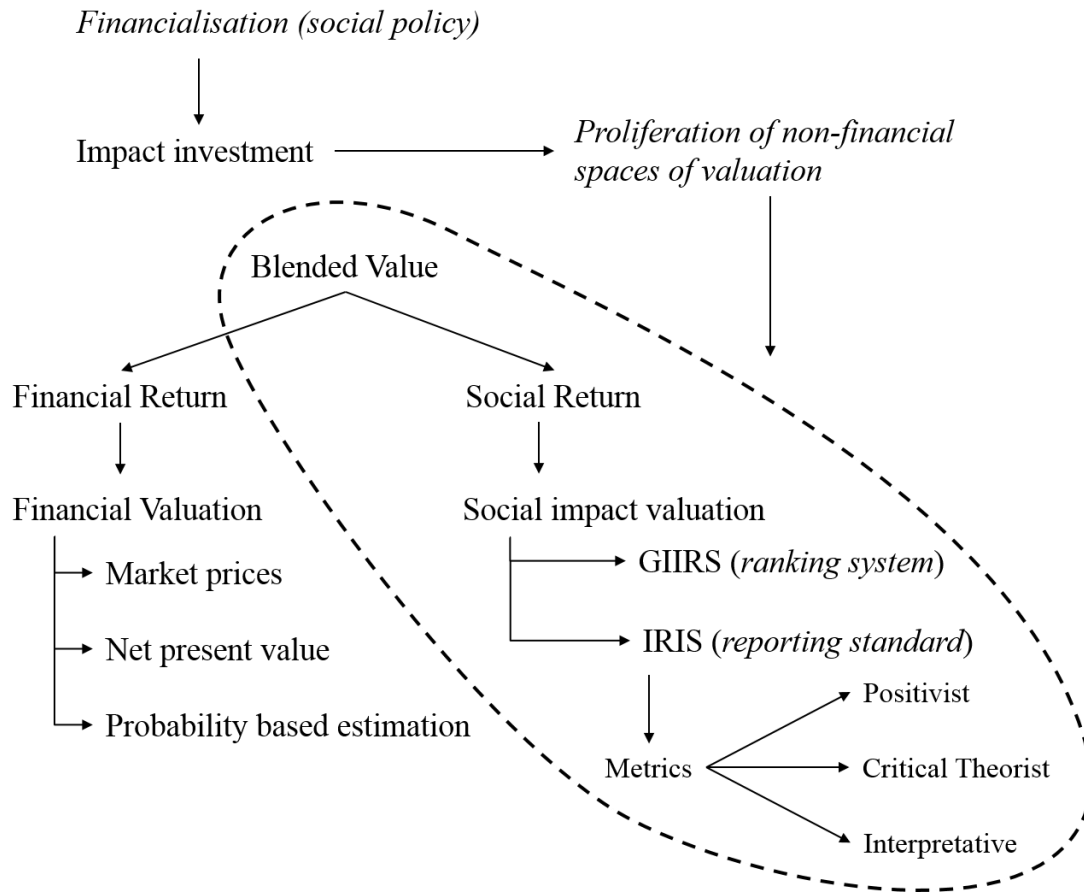 Financialisation (social policy)
Impact investment
Proliferation of non-financial
spaces of valuation
Blended Value
Financial Return
Social Return
Financial Valuation
Social impact valuation
Market prices
GIIRS (ranking system)
Net present value
IRIS (reporting standard)
Positivist
Probability based estimation
Metrics
Critical Theorist
Interpretative